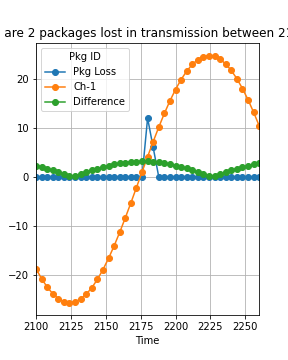 are 2 packages lost in transmission between 21
Pkg ID
Pkg Loss
Ch-1
Difference
20
10
0
−10
−20
2100 2125 2150 2175 2200 2225 2250
Time